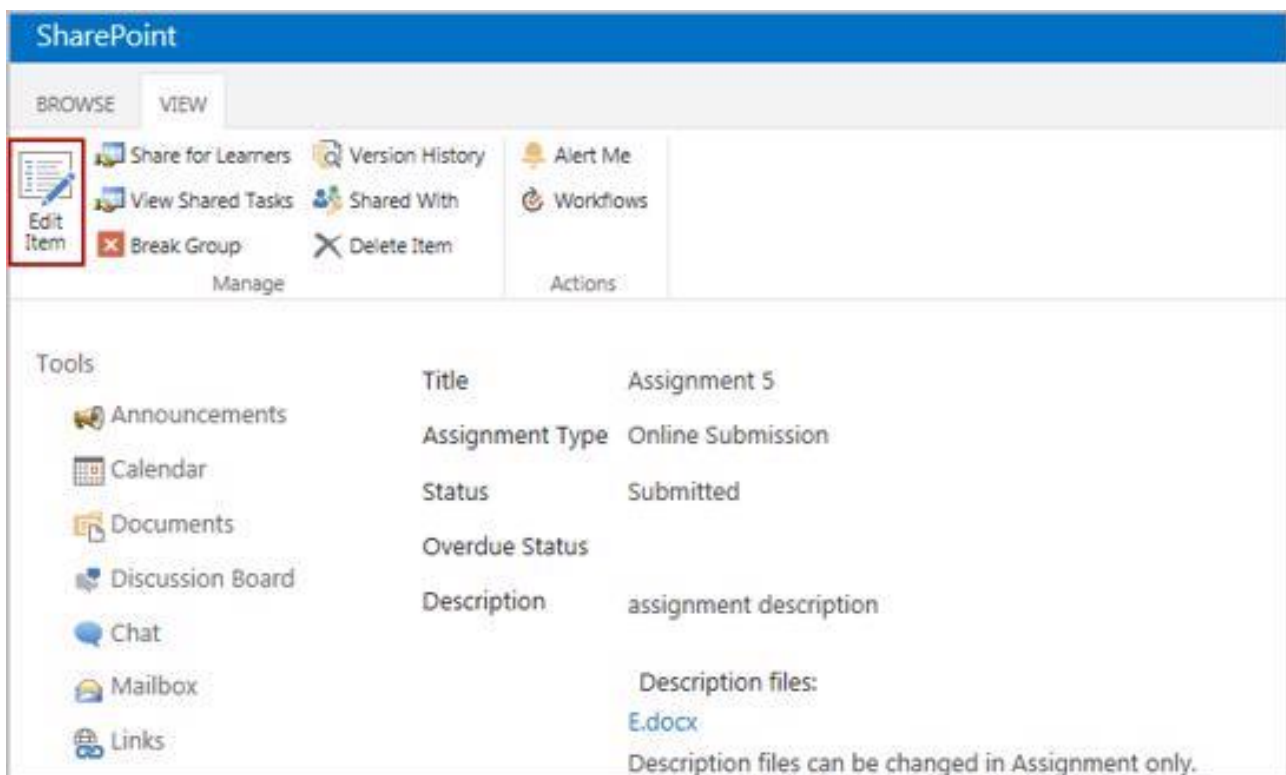 SharePoint
BROWSE VIEW
Share for Learners Version History Alert Me
View Shared Tasks Shared With Workflows
Edit
Item Break Group Delete Item
Manage Actions
Tools
Announcements
Calendar
Documents
Discussion Board
Chat
Mailbox
Links
Title Assignment 5
Assignment Type Online Submission
Status Submitted
Overdue Status
Description assignment description
Description files:
E.docx
Description files can be changed in Assignment only.